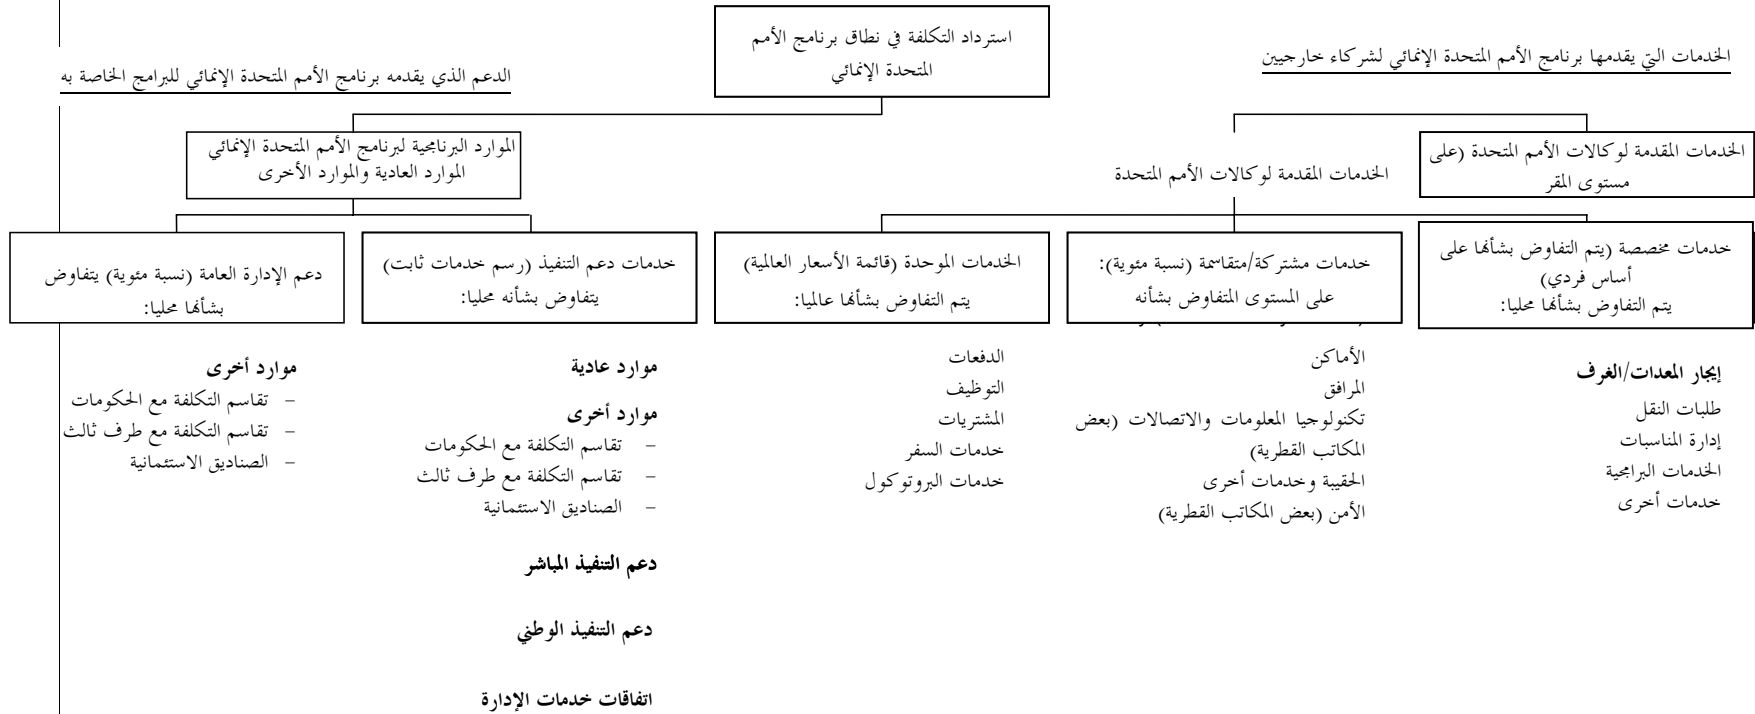 استرداد التكلفة في نطاق برنامج الأمم
المتحدة الإنمائي
الخدمات التي يقدمها برنامج الأمم المتحدة الإنمائي لشركاء خارجيين
الدعم الذي يقدمه برنامج الأمم المتحدة الإنمائي للبرامج الخاصة به
الخدمات المقدمة لوكالات الأمم المتحدة (على
مستوى المقر
الخدمات المقدمة لوكالات الأمم المتحدة
الموارد البرنامجية لبرنامج الأمم المتحدة الإنمائي
الموارد العادية والموارد الأخرى
خدمات مخصصة (يتم التفاوض بشأنها على
أساس فردي)
يتم التفاوض بشأنها محليا:
إيجار المعدات/الغرف
طلبات النقل
إدارة المناسبات
الخدمات البرامجية
خدمات أخرى
خدمات مشتركة/متقاسمة (نسبة مئوية):
على المستوى المتفاوض بشأنه
الأماكن
المرافق
تكنولوجيا المعلومات والاتصالات (بعض
المكاتب القطرية)
الحقيبة وخدمات أخرى
الأمن (بعض المكاتب القطرية)
الخدمات الموحدة (قائمة الأسعار العالمية)
يتم التفاوض بشأنها عالميا:
الدفعات
التوظيف
المشتريات
خدمات السفر
خدمات البروتوكول
خدمات دعم التنفيذ (رسم خدمات ثابت)
يتفاوض بشأنه محليا:
موارد عادية
موارد أخرى
– تقاسم التكلفة مع الحكومات
– تقاسم التكلفة مع طرف ثالث
– الصناديق الاستئمانية
دعم التنفيذ المباشر
دعم التنفيذ الوطني
اتفاقات خدمات الإدارة
دعم الإدارة العامة (نسبة مئوية) يتفاوض
بشأنها محليا:
موارد أخرى
– تقاسم التكلفة مع الحكومات
– تقاسم التكلفة مع طرف ثالث
– الصناديق الاستئمانية